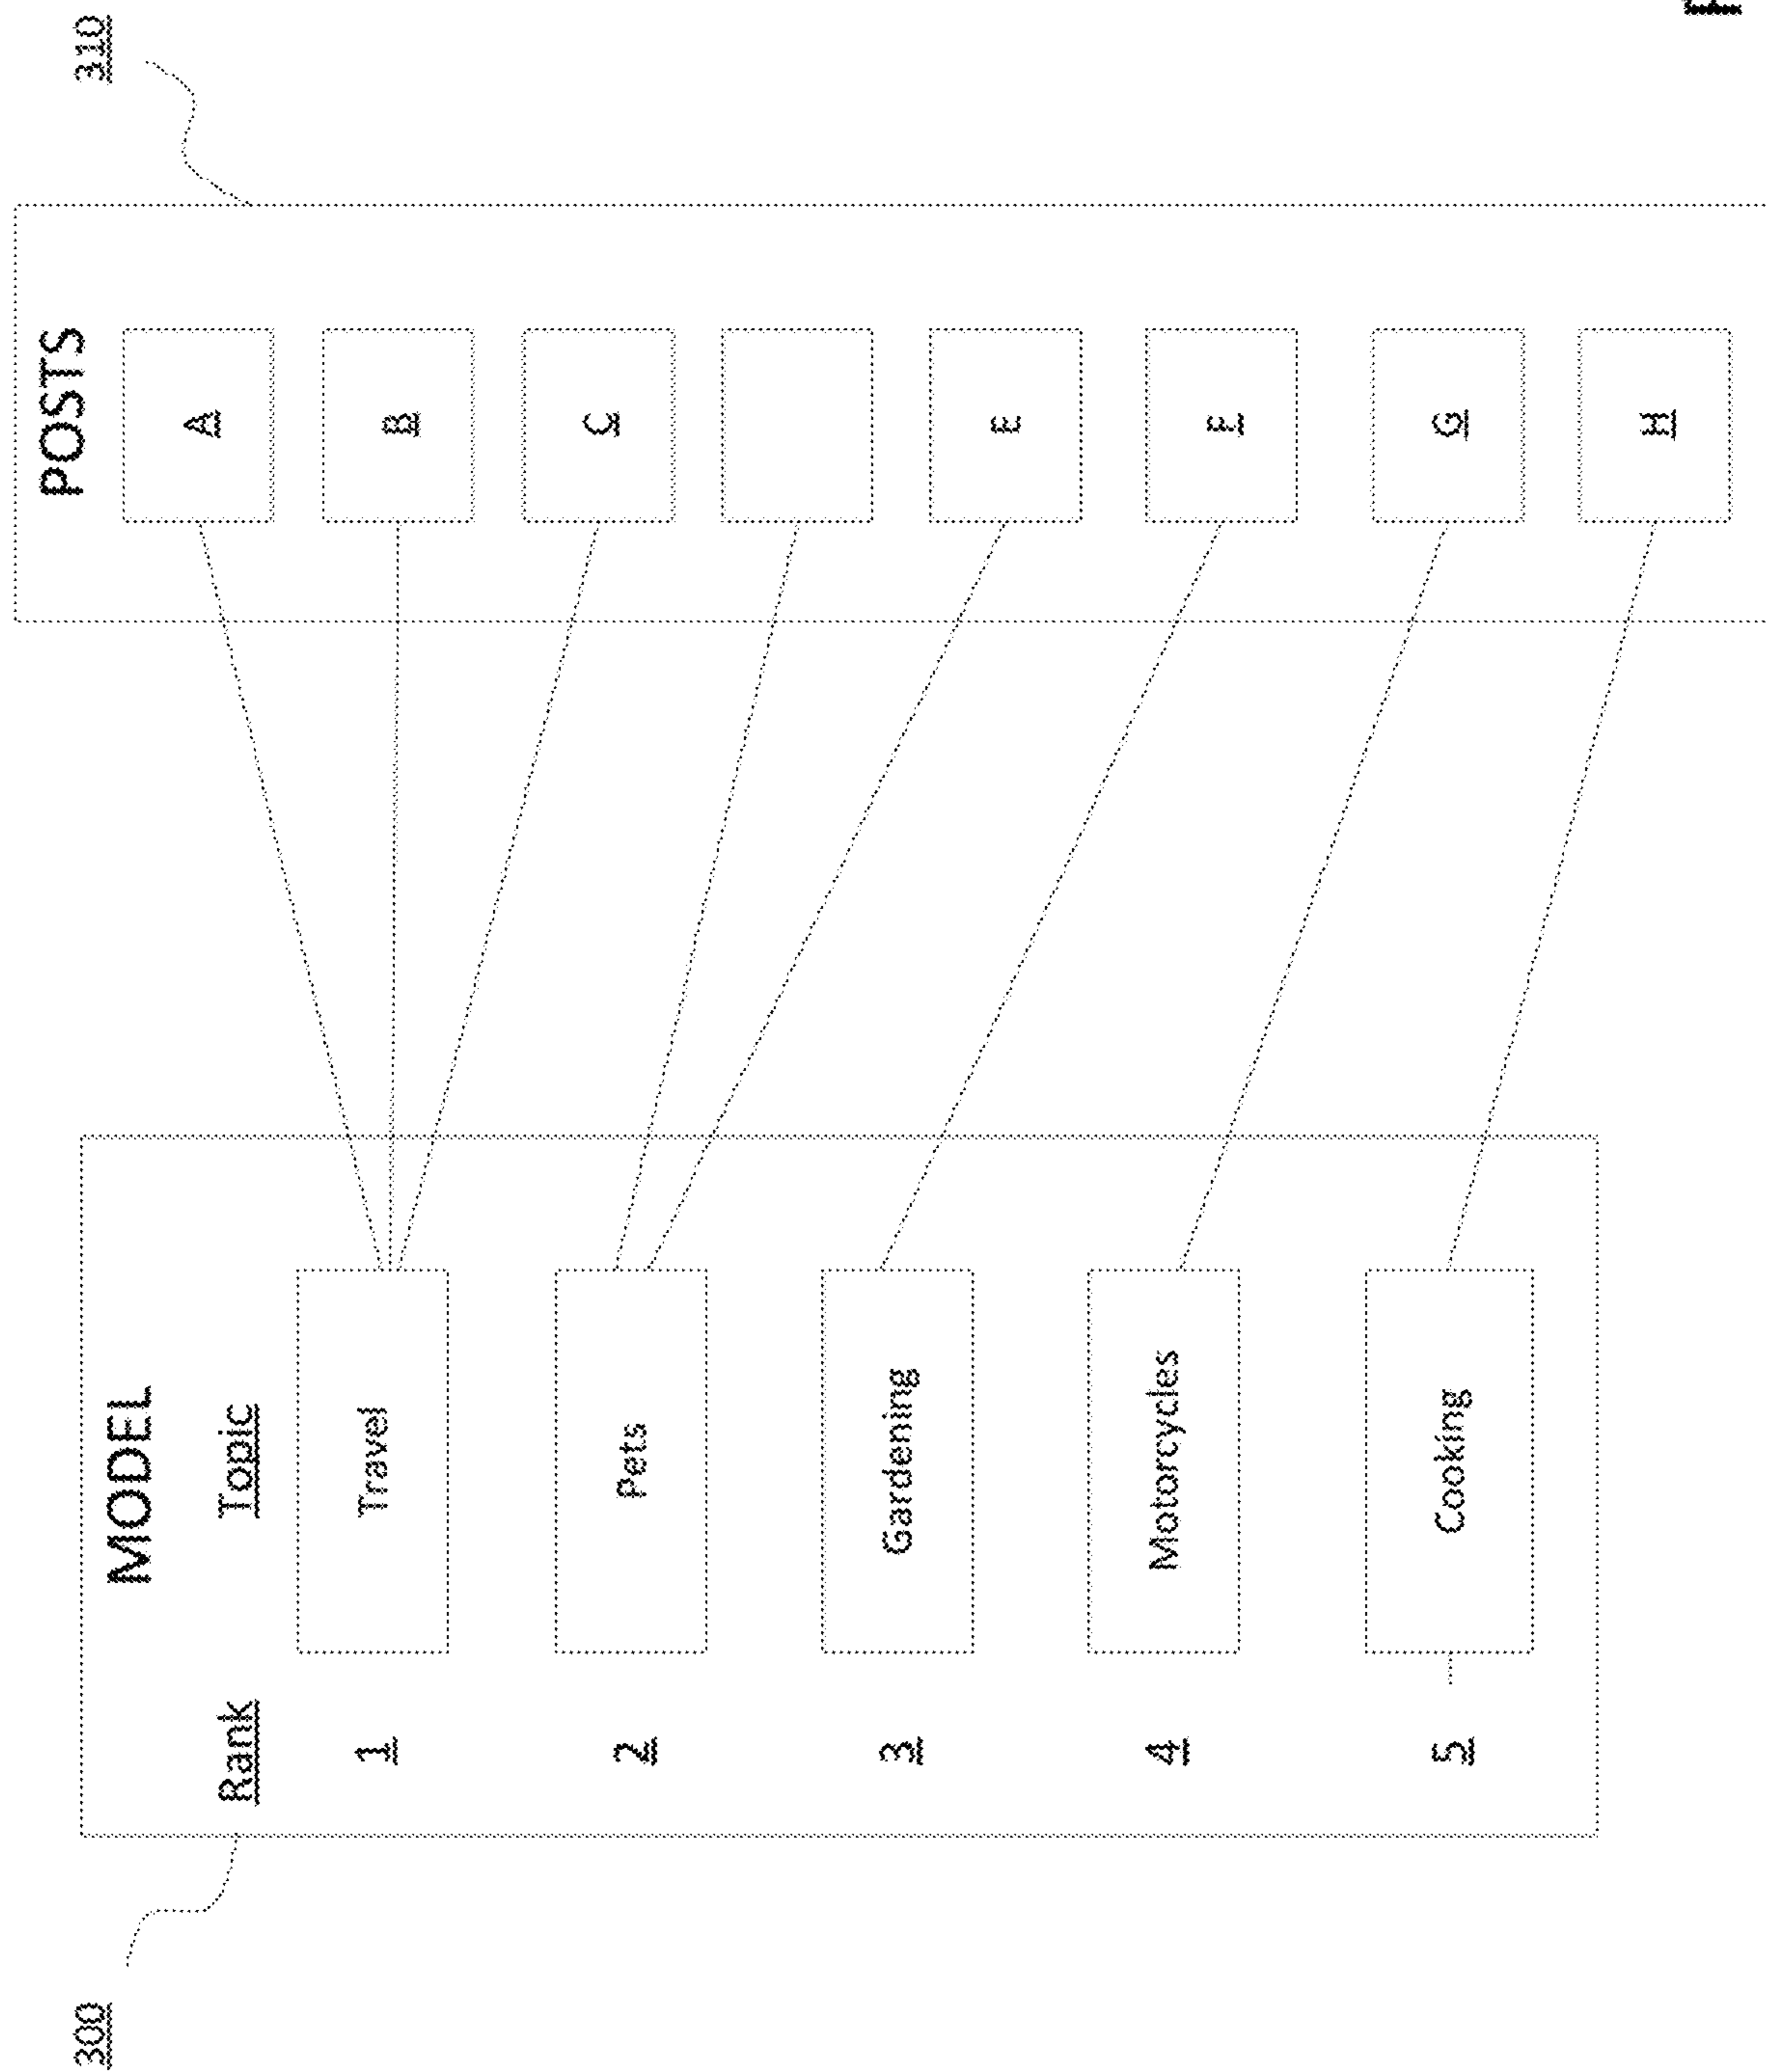 300
310
MODEL
Rank Topic
1 Travel
2 Pets
3 Gardening
4 Motorcycles
5 Cooking
POSTS
A
B
C
E
F
G
H